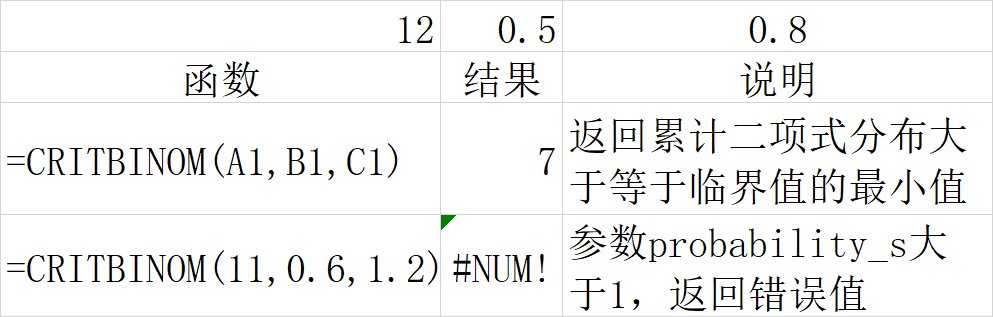 12 0.5 0.8
函数 结果 说明
=CRITBINOM(A1,B1,C1) 7 返回累计二项式分布大
于等于临界值的最小值
=CRITBINOM(11,0.6,1.2) #NUM! 参数probability_s大
于1，返回错误值